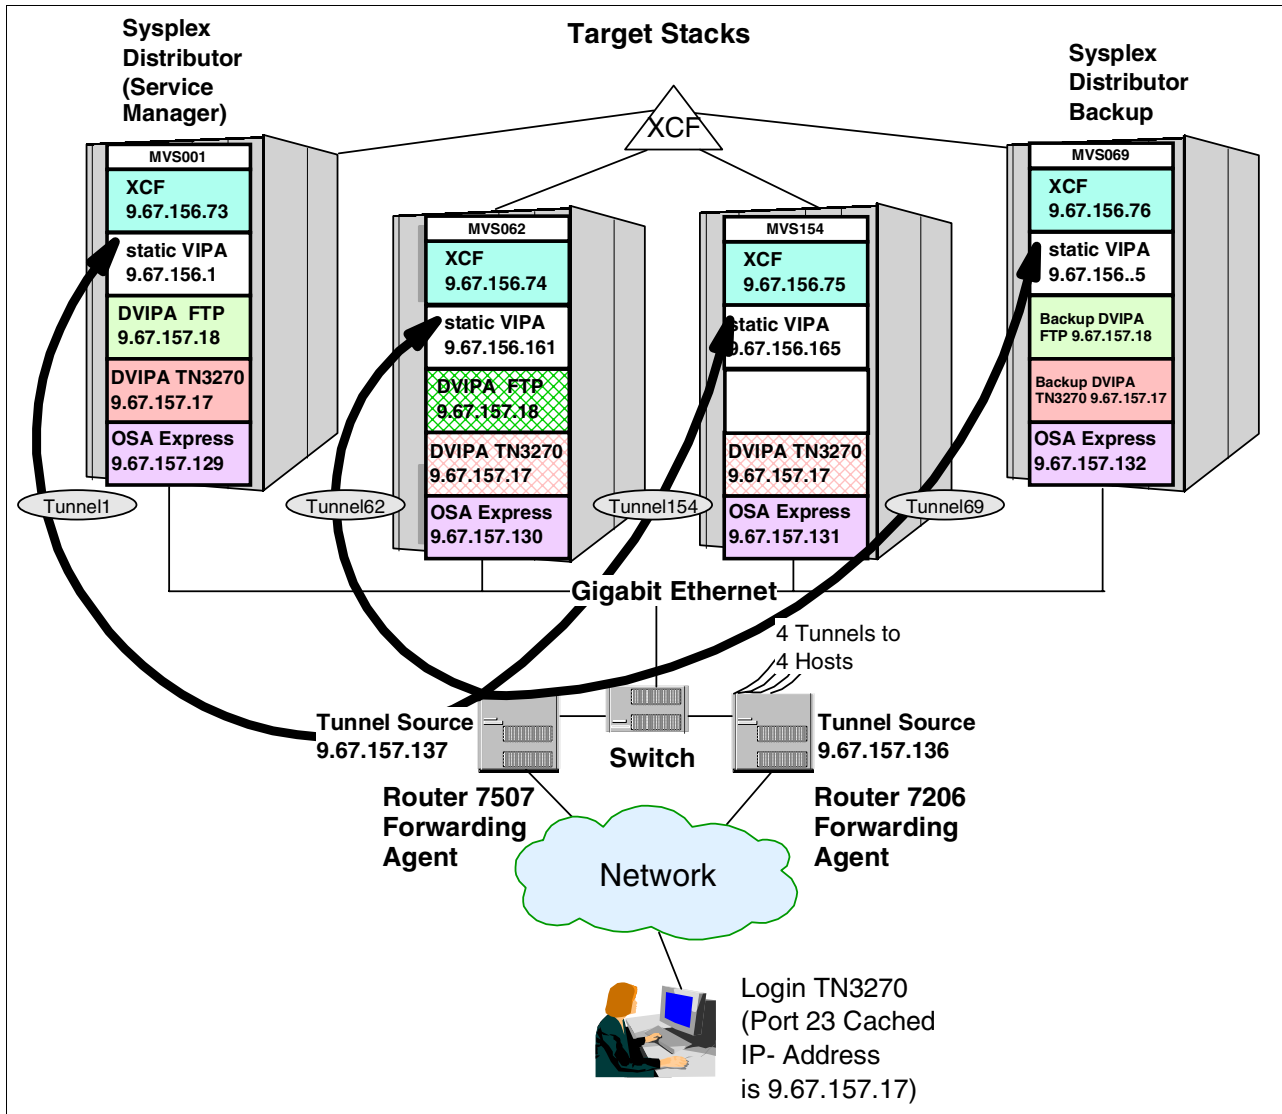 Sysplex
Distributor
(Service
Manager)
Target Stacks
Sysplex
Distributor
Backup
XCF
MVS001
XCF
9.67.156.73
static VIPA
9.67.156.1
DVIPA FTP
9.67.157.18
DVIPA TN3270
9.67.157.17
OSA Express
9.67.157.129
MVS062
XCF
9.67.156.74
static VIPA
9.67.156.161
DVIPA FTP
9.67.157.18
DVIPA TN3270
9.67.157.17
OSA Express
9.67.157.130
MVS154
XCF
9.67.156.75
static VIPA
9.67.156.165
DVIPA TN3270
9.67.157.17
OSA Express
9.67.157.131
MVS069
XCF
9.67.156.76
static VIPA
9.67.156..5
Backup DVIPA
FTP 9.67.157.18
Backup DVIPA
TN3270 9.67.157.17
OSA Express
9.67.157.132
Tunnel1
Tunnel62
Tunnel154
Tunnel69
Gigabit Ethernet
4 Tunnels to
4 Hosts
Tunnel Source
9.67.157.137
Switch
Tunnel Source
9.67.157.136
Router 7507
Forwarding
Agent
Router 7206
Forwarding
Agent
Network
Login TN3270
(Port 23 Cached
IP- Address
is 9.67.157.17)